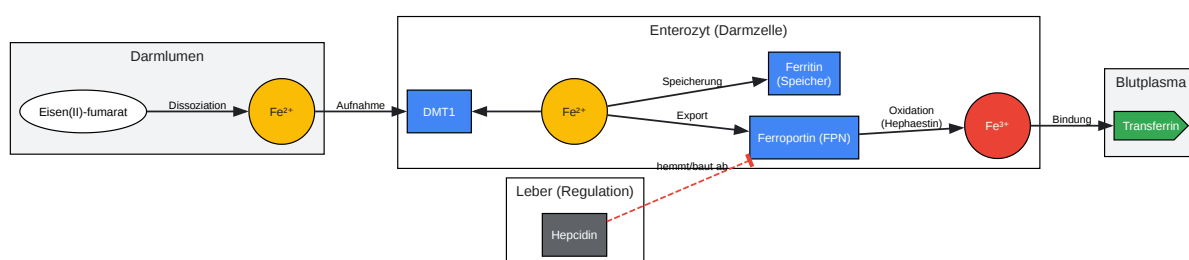 Darmlumen
Eisen(II)-fumarat
Dissoziation
Fe²⁺
Aufnahme
Enterozyt (Darmzelle)
DMT1
Fe²⁺
Speicherung
Ferritin
(Speicher)
Export
Ferroportin (FPN)
Oxidation
(Hephaestin)
Fe³⁺
Bindung
Blutplasma
Transferrin
hemmt/baut ab
Leber (Regulation)
Hepcidin